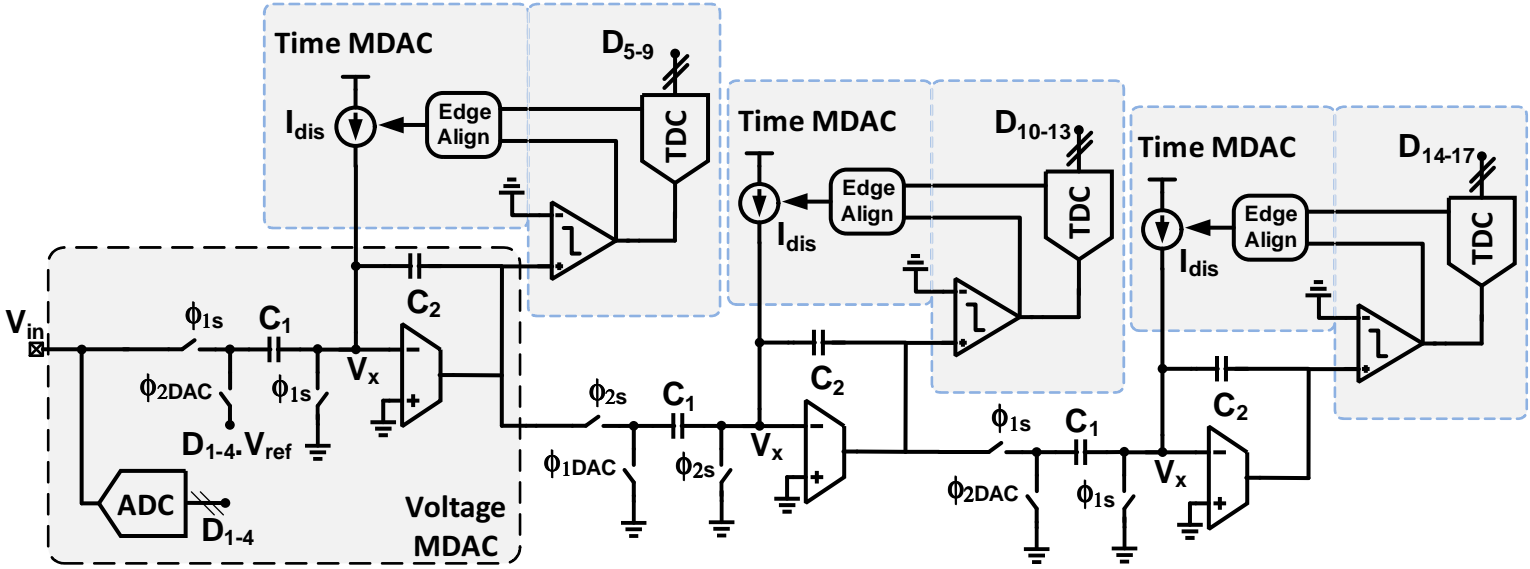 Time MDAC
D5-9
Idis
Edge
Align
TDC
Time MDAC
D10-13
Idis
Edge
Align
TDC
Time MDAC
D14-17
Idis
Edge
Align
TDC
C2
Vin
ϕ1s
C1
Vx
ϕ2DAC
ϕ1s
D1-4.Vref
ADC
D1-4
Voltage
MDAC
C2
ϕ2s
C1
Vx
ϕ1DAC
ϕ2s
C2
ϕ1s
C1
Vx
ϕ2DAC
ϕ1s